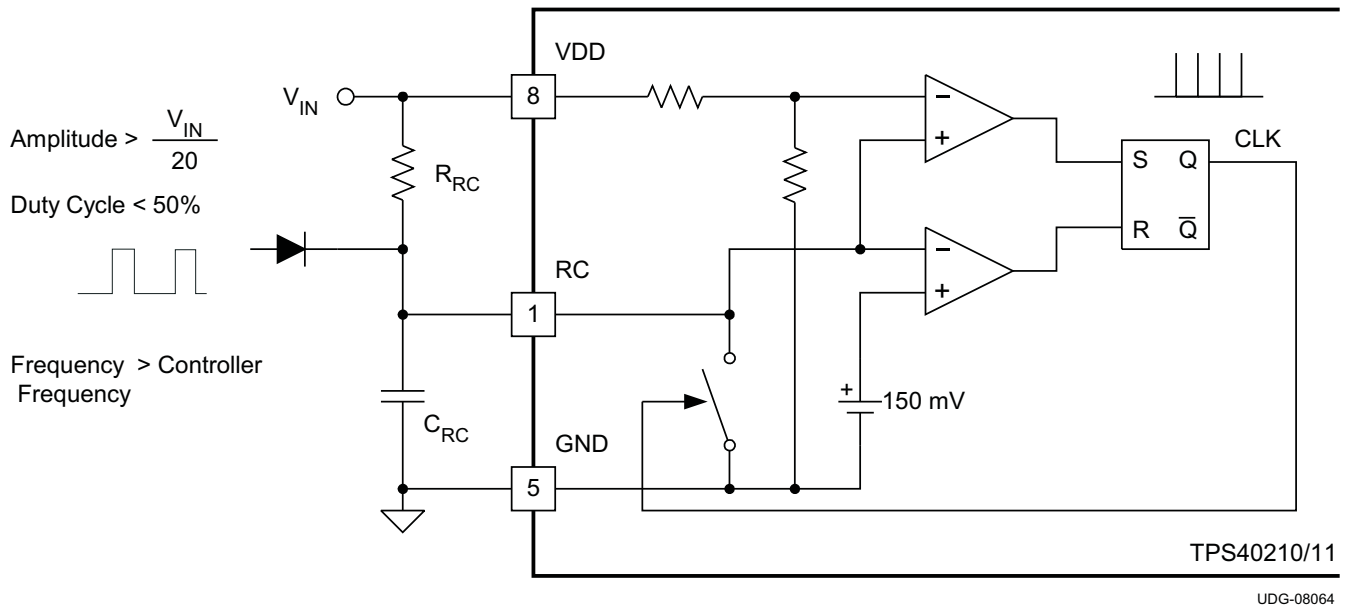 VDD
8
V_IN
Amplitude > V_IN
20
R_RC
Duty Cycle < 50%
RC
1
Frequency > Controller
Frequency
C_RC
GND
5
−
+
−
+
S Q
R Q̅
CLK
+
150 mV
TPS40210/11
UDG-08064